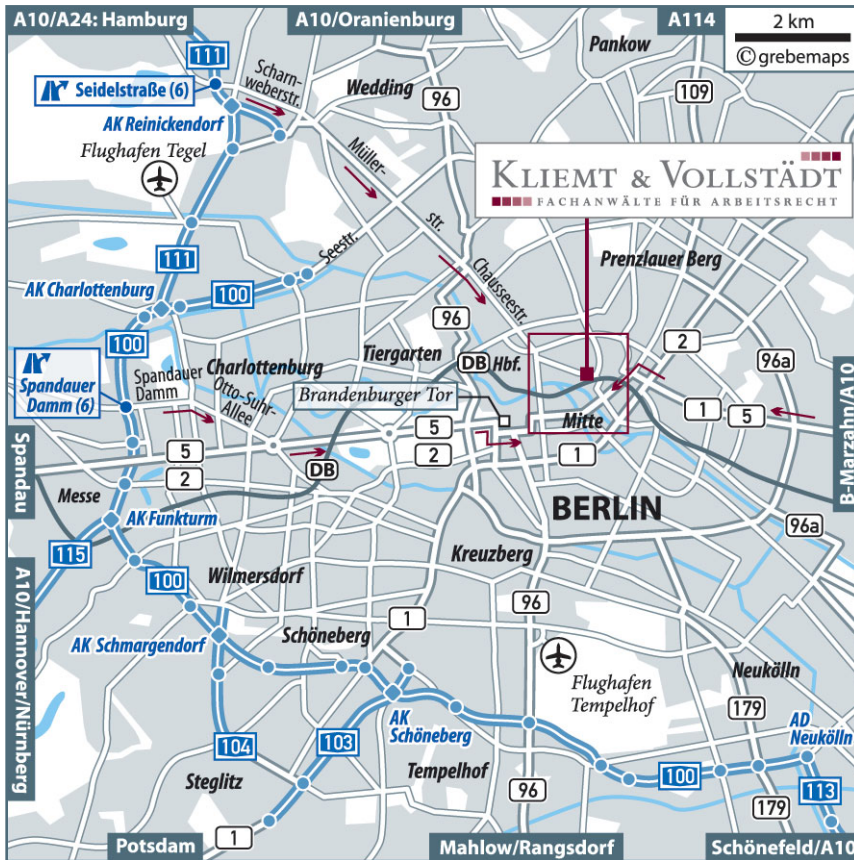 A10/A24: Hamburg
A10/Oranienburg
A114
2 km
© grebemaps
111
Scharn-
weberstr.
Pankow
Seidelstraße (6)
Wedding
96
109
AK Reinickendorf
Flughafen Tegel
Müller-
str.
KLIEMT & VOLLSTÄDT
FACHANWÄLTE FÜR ARBEITSRECHT
Seestr.
111
Chausseestr.
Prenzlauer Berg
AK Charlottenburg
100
100
96
2
96a
Tiergarten
DB Hbf.
Spandauer
Damm (6)
Spandauer
Damm
Charlottenburg
Otto-Suhr-
Allee
Brandenburger Tor
Mitte
1
5
B-Marzahn/A10
Spandau
5
5
2
2
1
DB
Messe
BERLIN
AK Funkturm
96a
115
Kreuzberg
100
Wilmersdorf
96
A10/Hannover/Nürnberg
1
AK Schmargendorf
Schöneberg
Neukölln
Flughafen
Tempelhof
179
AK
Schöneberg
AD
Neukölln
104
103
Tempelhof
100
Steglitz
96
113
179
1
Potsdam
Mahlow/Rangsdorf
Schönefeld/A10